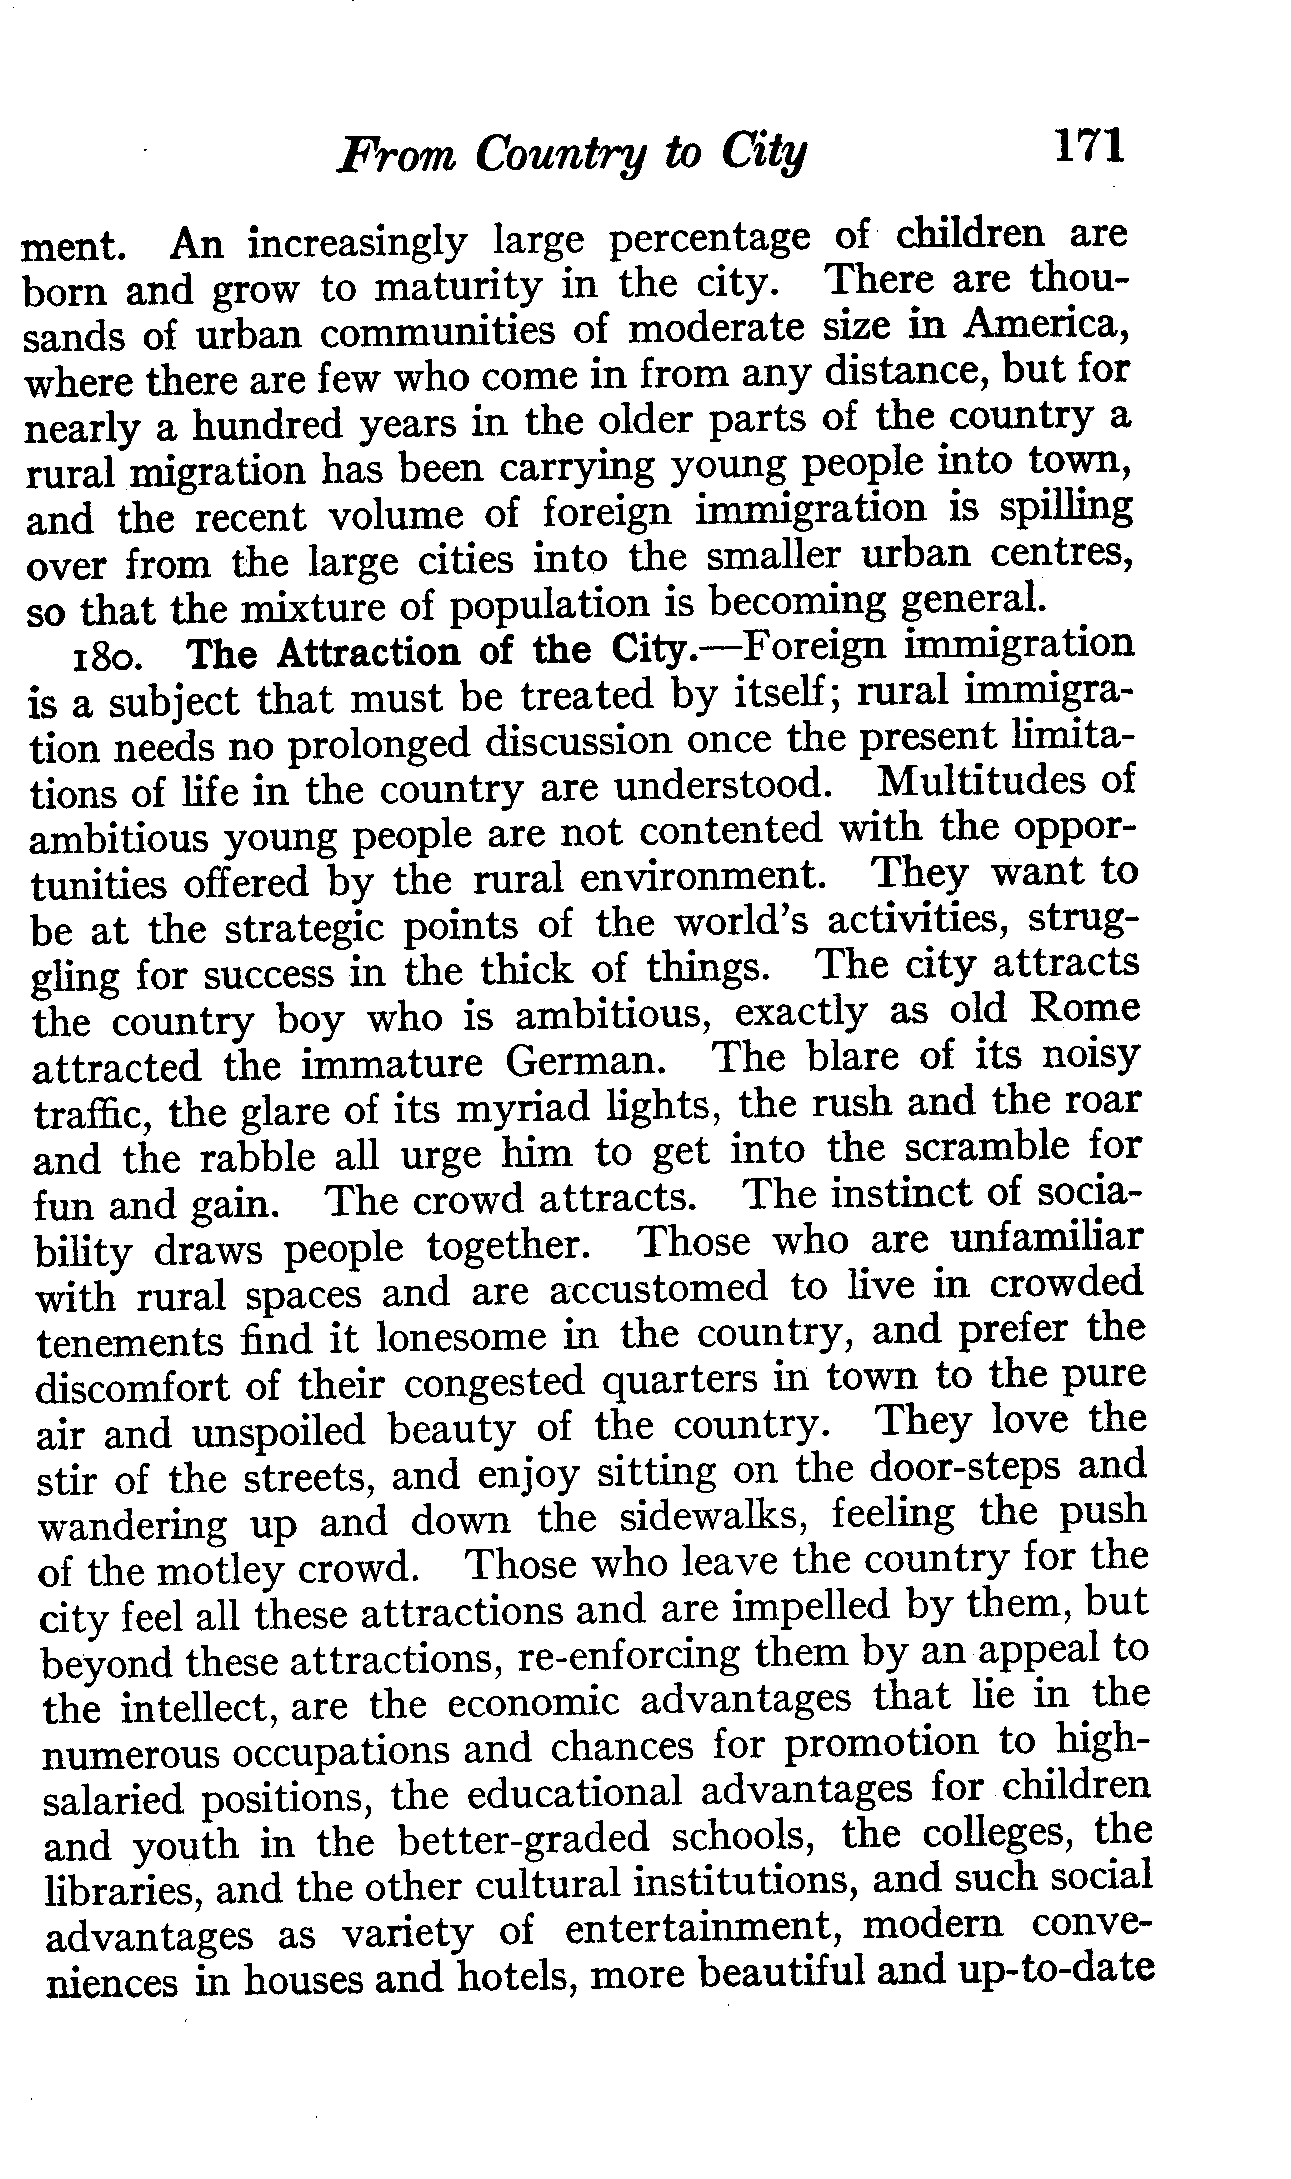 From Country to City 171
ment. An increasingly large percentage of children are
born and grow to maturity in the city. There are thou-
sands of urban communities of moderate size in America,
where there are few who come in from any distance, but for
nearly a hundred years in the older parts of the country a
rural migration has been carrying young people into town,
and the recent volume of foreign immigration is spilling
over from the large cities into the smaller urban centres,
so that the mixture of population is becoming general.
180. The Attraction of the City.—Foreign immigration
is a subject that must be treated by itself; rural immigra-
tion needs no prolonged discussion once the present limita-
tions of life in the country are understood. Multitudes of
ambitious young people are not contented with the oppor-
tunities offered by the rural environment. They want to
be at the strategic points of the world's activities, strug-
gling for success in the thick of things. The city attracts
the country boy who is ambitious, exactly as old Rome
attracted the immature German. The blare of its noisy
traffic, the glare of its myriad lights, the rush and the roar
and the rabble all urge him to get into the scramble for
fun and gain. The crowd attracts. The instinct of socia-
bility draws people together. Those who are unfamiliar
with rural spaces and are accustomed to live in crowded
tenements find it lonesome in the country, and prefer the
discomfort of their congested quarters in town to the pure
air and unspoiled beauty of the country. They love the
stir of the streets, and enjoy sitting on the door-steps and
wandering up and down the sidewalks, feeling the push
of the motley crowd. Those who leave the country for the
city feel all these attractions and are impelled by them, but
beyond these attractions, re-enforcing them by an appeal to
the intellect, are the economic advantages that lie in the
numerous occupations and chances for promotion to high-
salaried positions, the educational advantages for children
and youth in the better-graded schools, the colleges, the
libraries, and the other cultural institutions, and such social
advantages as variety of entertainment, modern conve-
niences in houses and hotels, more beautiful and up-to-date